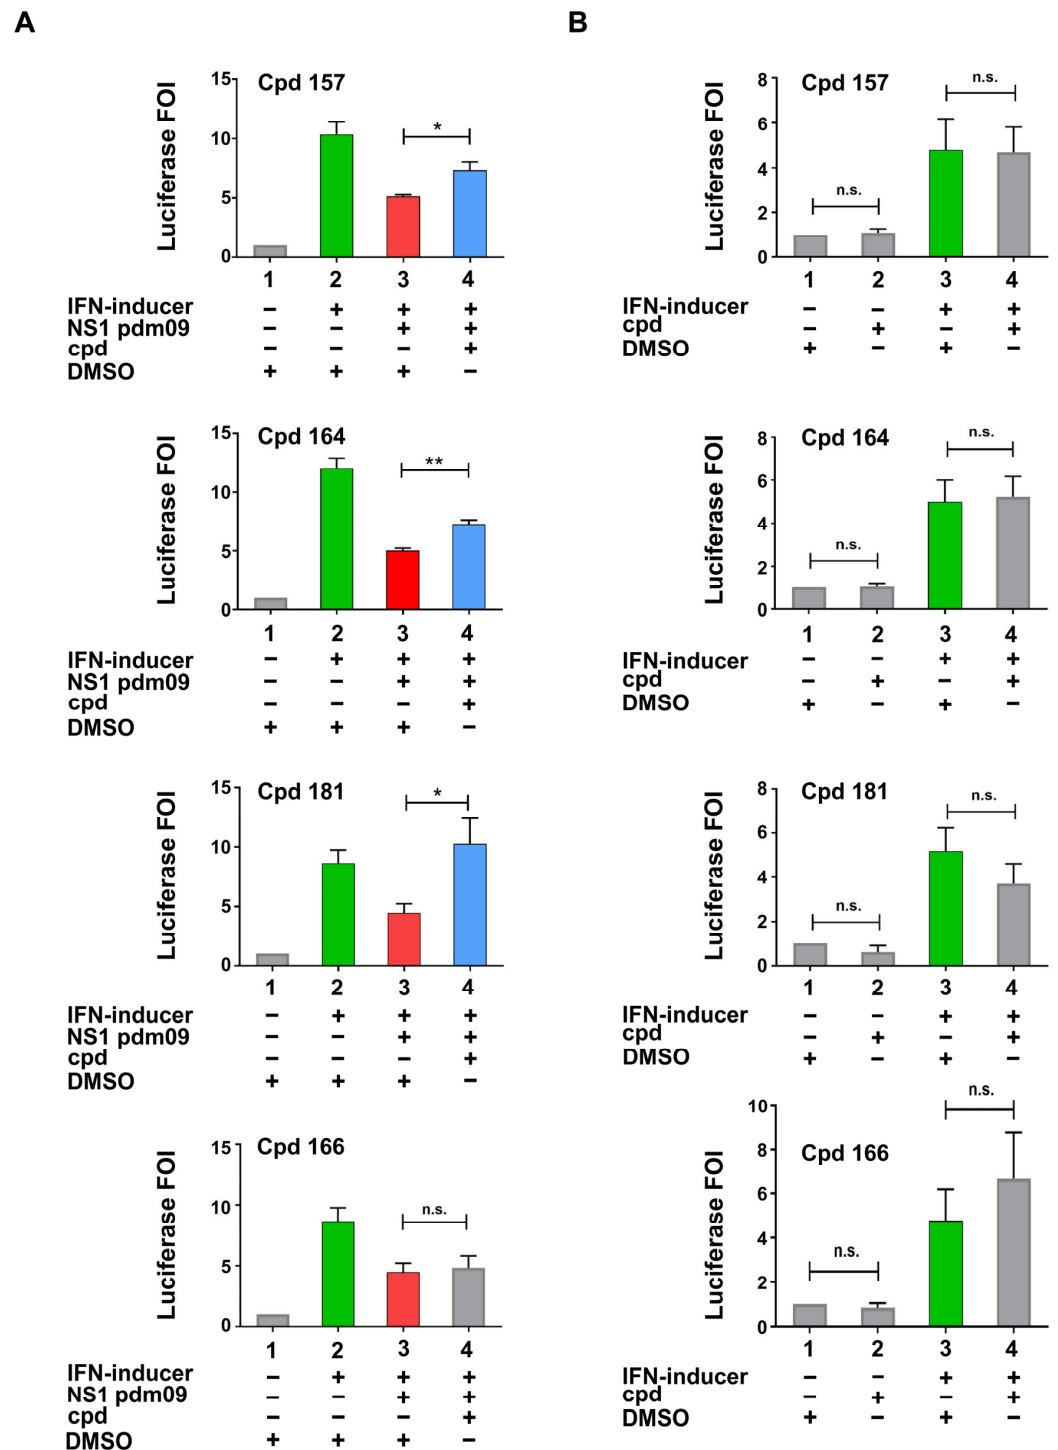 A
B
Luciferase FOI
15
10
5
0
Cpd 157
*
1 2 3 4
IFN-inducer – + + +
NS1 pdm09 – – + +
cpd – – – +
DMSO + + + –
Luciferase FOI
8
6
4
2
0
Cpd 157
n.s.
n.s.
1 2 3 4
IFN-inducer – – + +
cpd – + – +
DMSO + – + –
Luciferase FOI
15
10
5
0
Cpd 164
**
1 2 3 4
IFN-inducer – + + +
NS1 pdm09 – – + +
cpd – – – +
DMSO + + + –
Luciferase FOI
8
6
4
2
0
Cpd 164
n.s.
n.s.
1 2 3 4
IFN-inducer – – + +
cpd – + – +
DMSO + – + –
Luciferase FOI
15
10
5
0
Cpd 181
*
1 2 3 4
IFN-inducer – + + +
NS1 pdm09 – – + +
cpd – – – +
DMSO + + + –
Luciferase FOI
8
6
4
2
0
Cpd 181
n.s.
n.s.
1 2 3 4
IFN-inducer – – + +
cpd – + – +
DMSO + – + –
Luciferase FOI
15
10
5
0
Cpd 166
n.s.
1 2 3 4
IFN-inducer – + + +
NS1 pdm09 – – + +
cpd – – – +
DMSO + + + –
Luciferase FOI
10
8
6
4
2
0
Cpd 166
n.s.
n.s.
1 2 3 4
IFN-inducer – – + +
cpd – + – +
DMSO + – + –